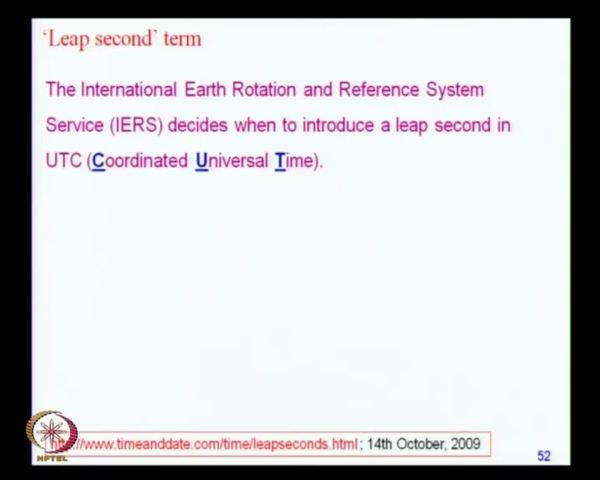 ‘Leap second’ term
The International Earth Rotation and Reference System
Service (IERS) decides when to introduce a leap second in
UTC (Coordinated Universal Time).
://www.timeanddate.com/time/leapseconds.html; 14th October, 2009
NPTEL
52